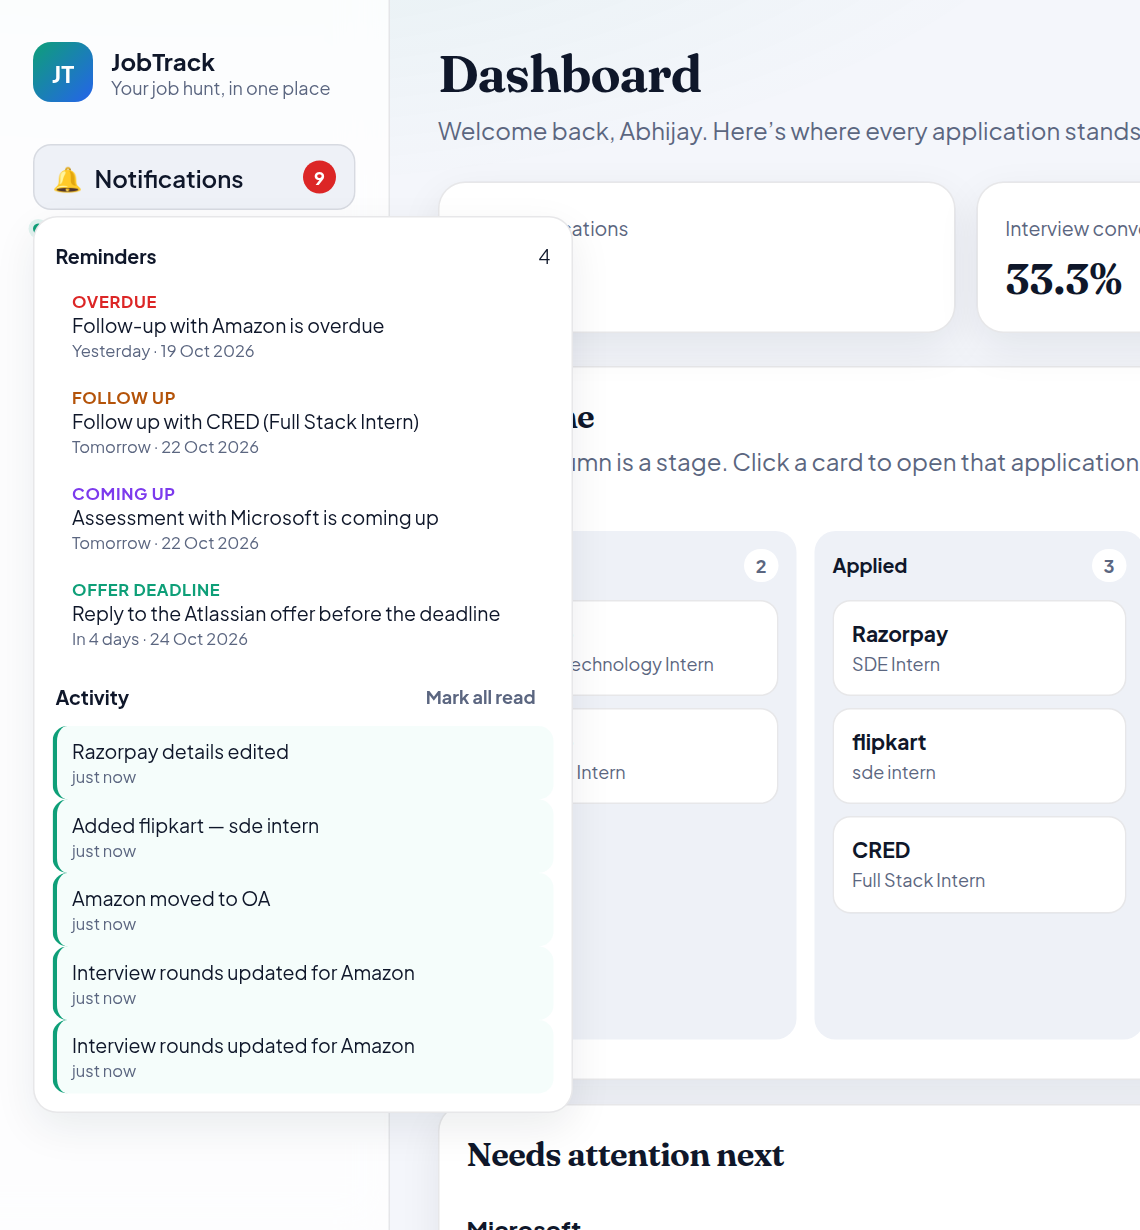 JT
JobTrack
Your job hunt, in one place
Notifications
9
Reminders
4
OVERDUE
Follow-up with Amazon is overdue
Yesterday · 19 Oct 2026
FOLLOW UP
Follow up with CRED (Full Stack Intern)
Tomorrow · 22 Oct 2026
COMING UP
Assessment with Microsoft is coming up
Tomorrow · 22 Oct 2026
OFFER DEADLINE
Reply to the Atlassian offer before the deadline
In 4 days · 24 Oct 2026
Activity
Mark all read
Razorpay details edited
just now
Added flipkart — sde intern
just now
Amazon moved to OA
just now
Interview rounds updated for Amazon
just now
Interview rounds updated for Amazon
just now
Dashboard
Welcome back, Abhijay. Here’s where every application stands
Interview
33.3%
is a stage. Click a card to open that application
2
Intern
Intern
Applied
3
Razorpay
SDE Intern
flipkart
sde intern
CRED
Full Stack Intern
Needs attention next
Microsoft